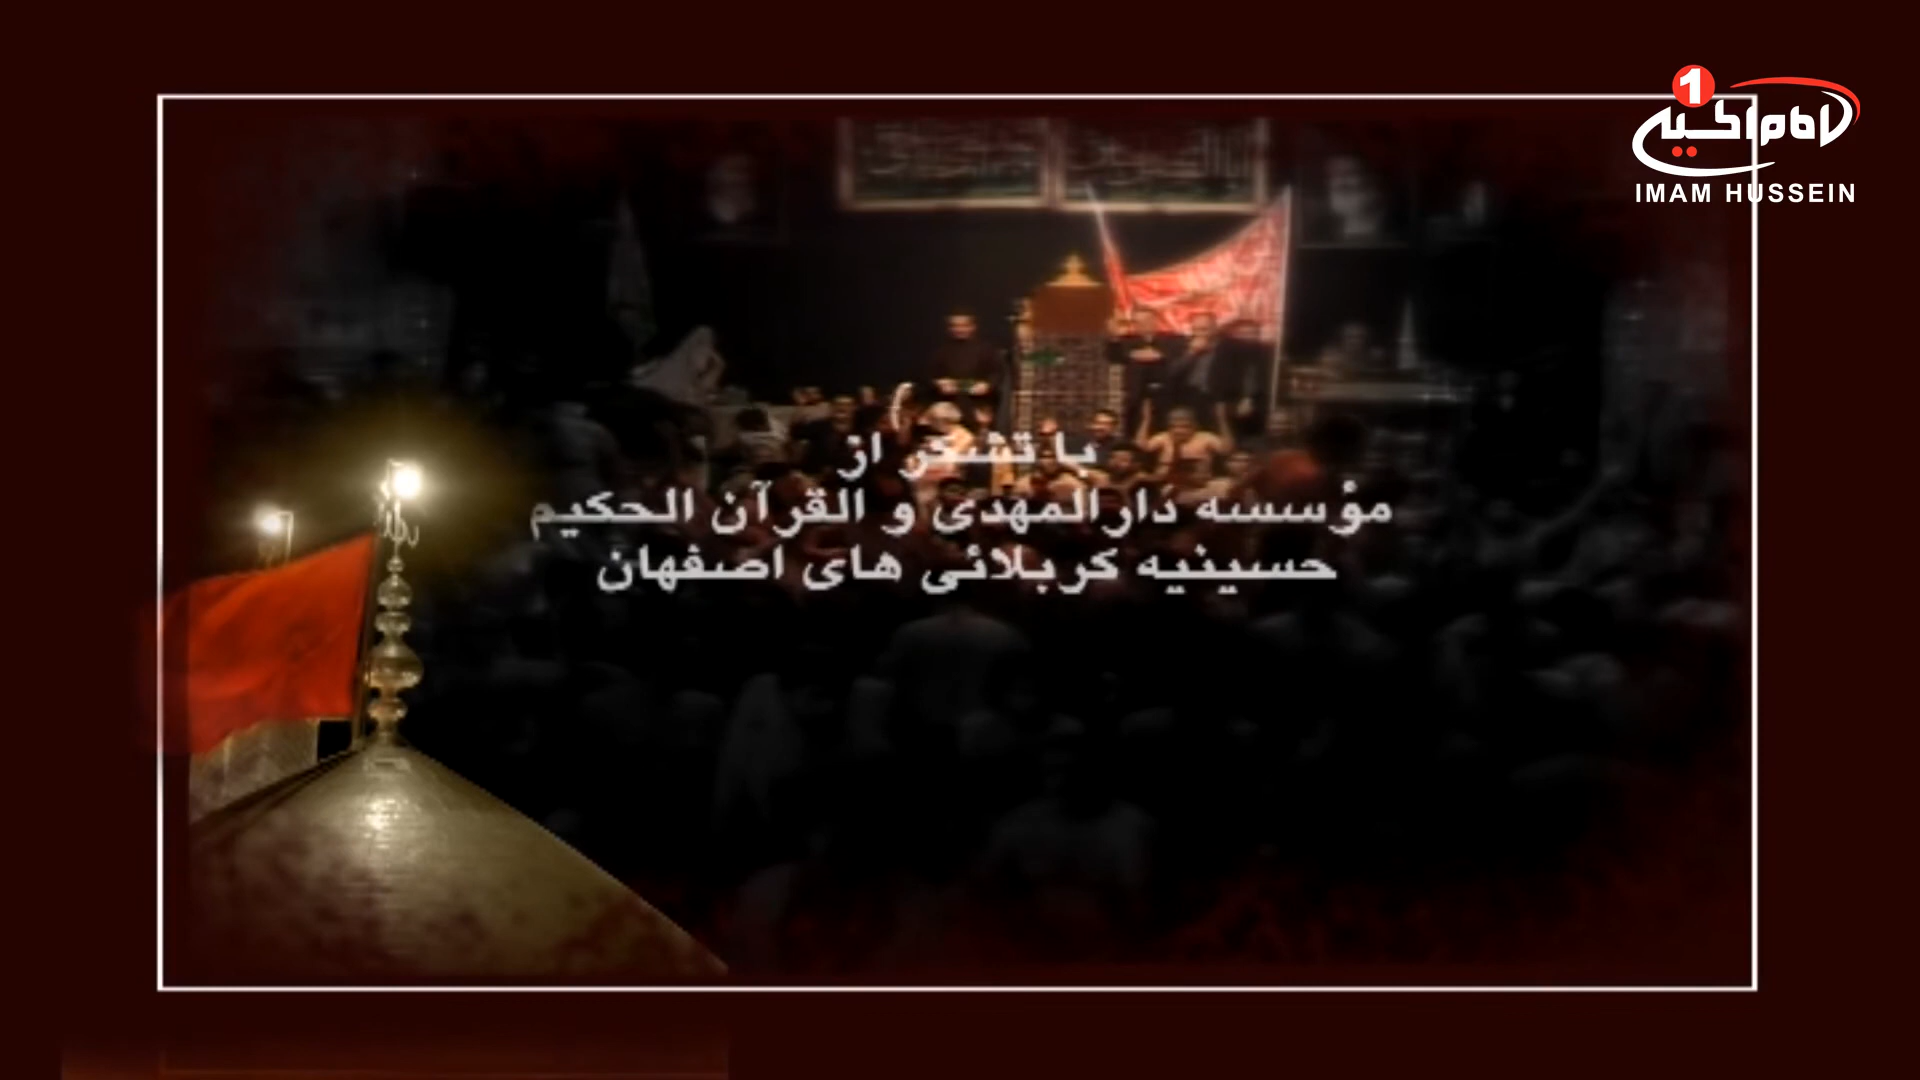 1
امام حسین
IMAM HUSSEIN
با تشکر از
مؤسسه دارالمهدی و القرآن الحکیم
حسینیه کربلائی های اصفهان